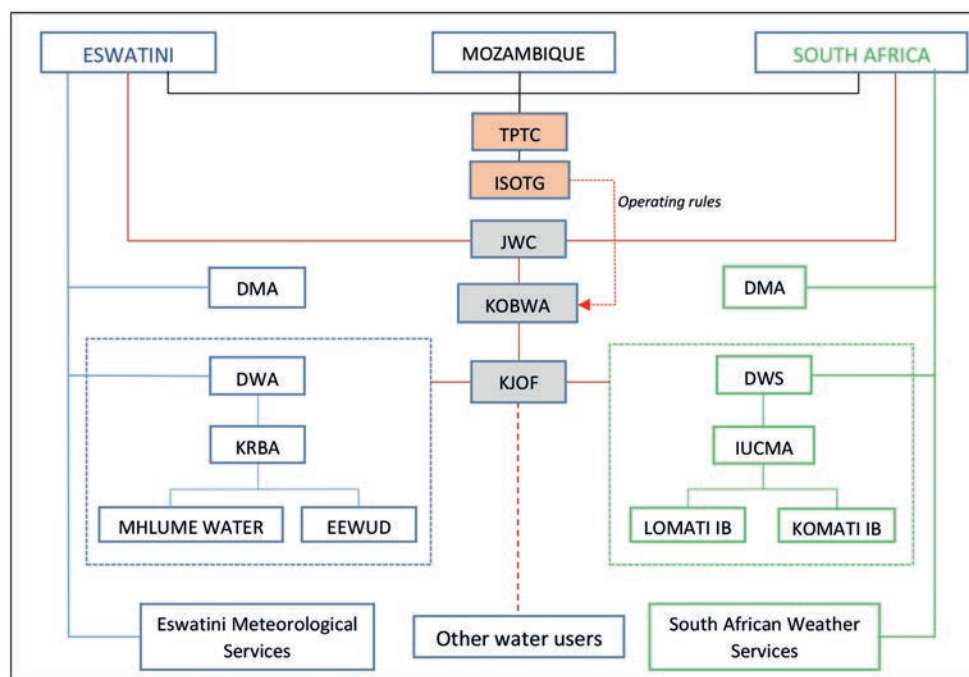 ESWATINI
MOZAMBIQUE
SOUTH AFRICA
TPTC
ISOTG
Operating rules
JWC
DMA
KOBWA
DMA
DWA
KJOF
DWS
KRBA
IUCMA
MHLUME WATER
EEWUD
LOMATI IB
KOMATI IB
Eswatini Meteorological
Services
Other water users
South African Weather
Services